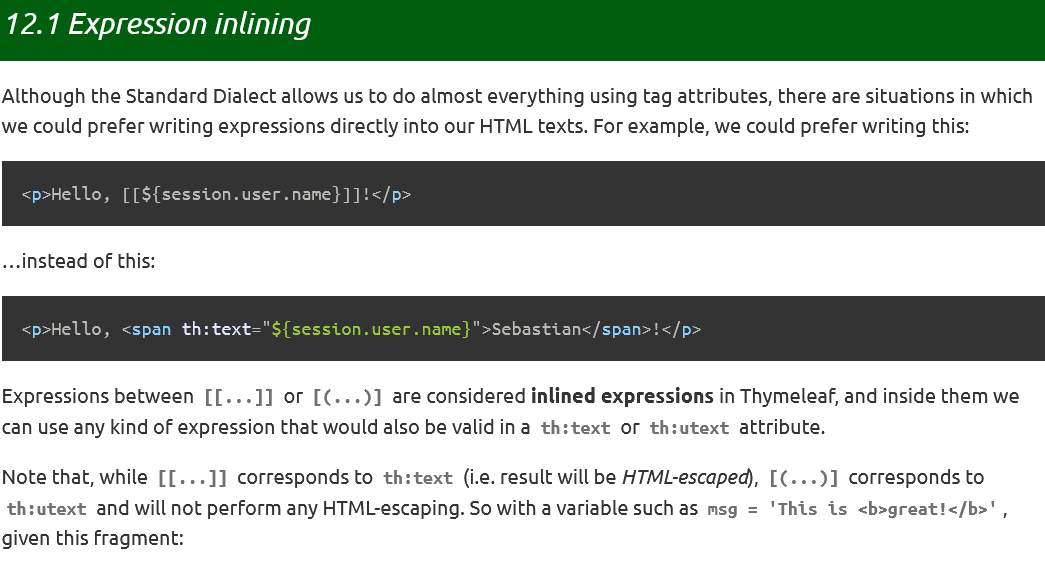 12.1 Expression inlining
Although the Standard Dialect allows us to do almost everything using tag attributes, there are situations in which
we could prefer writing expressions directly into our HTML texts. For example, we could prefer writing this:
<p>Hello, [[${session.user.name}]]!</p>
…instead of this:
<p>Hello, <span th:text="${session.user.name}">Sebastian</span>!</p>
Expressions between [[...]] or [(...)] are considered inlined expressions in Thymeleaf, and inside them we
can use any kind of expression that would also be valid in a th:text or th:utext attribute.
Note that, while [[...]] corresponds to th:text (i.e. result will be HTML-escaped), [(...)] corresponds to
th:utext and will not perform any HTML-escaping. So with a variable such as msg = 'This is <b>great!</b>',
given this fragment: